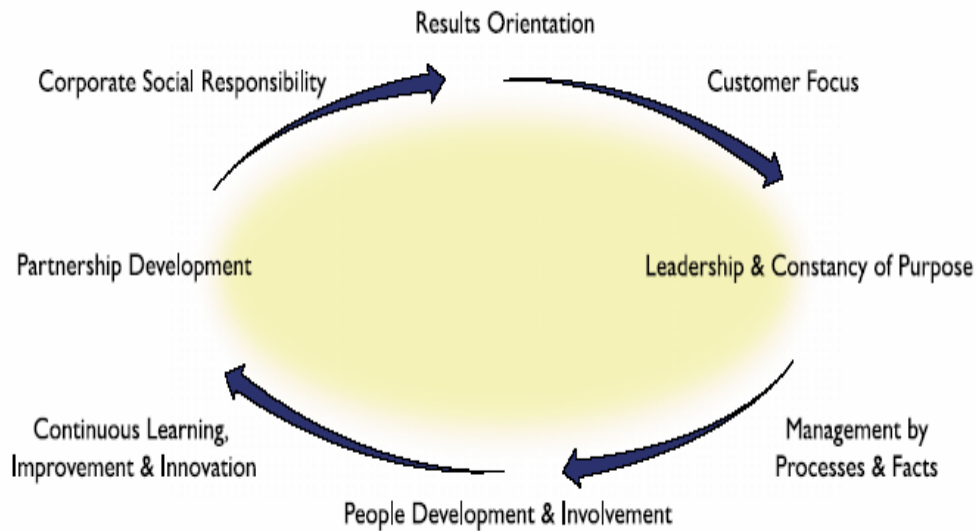 Results Orientation
Corporate Social Responsibility
Customer Focus
Partnership Development
Leadership & Constancy of Purpose
Continuous Learning,
Improvement & Innovation
Management by
Processes & Facts
People Development & Involvement